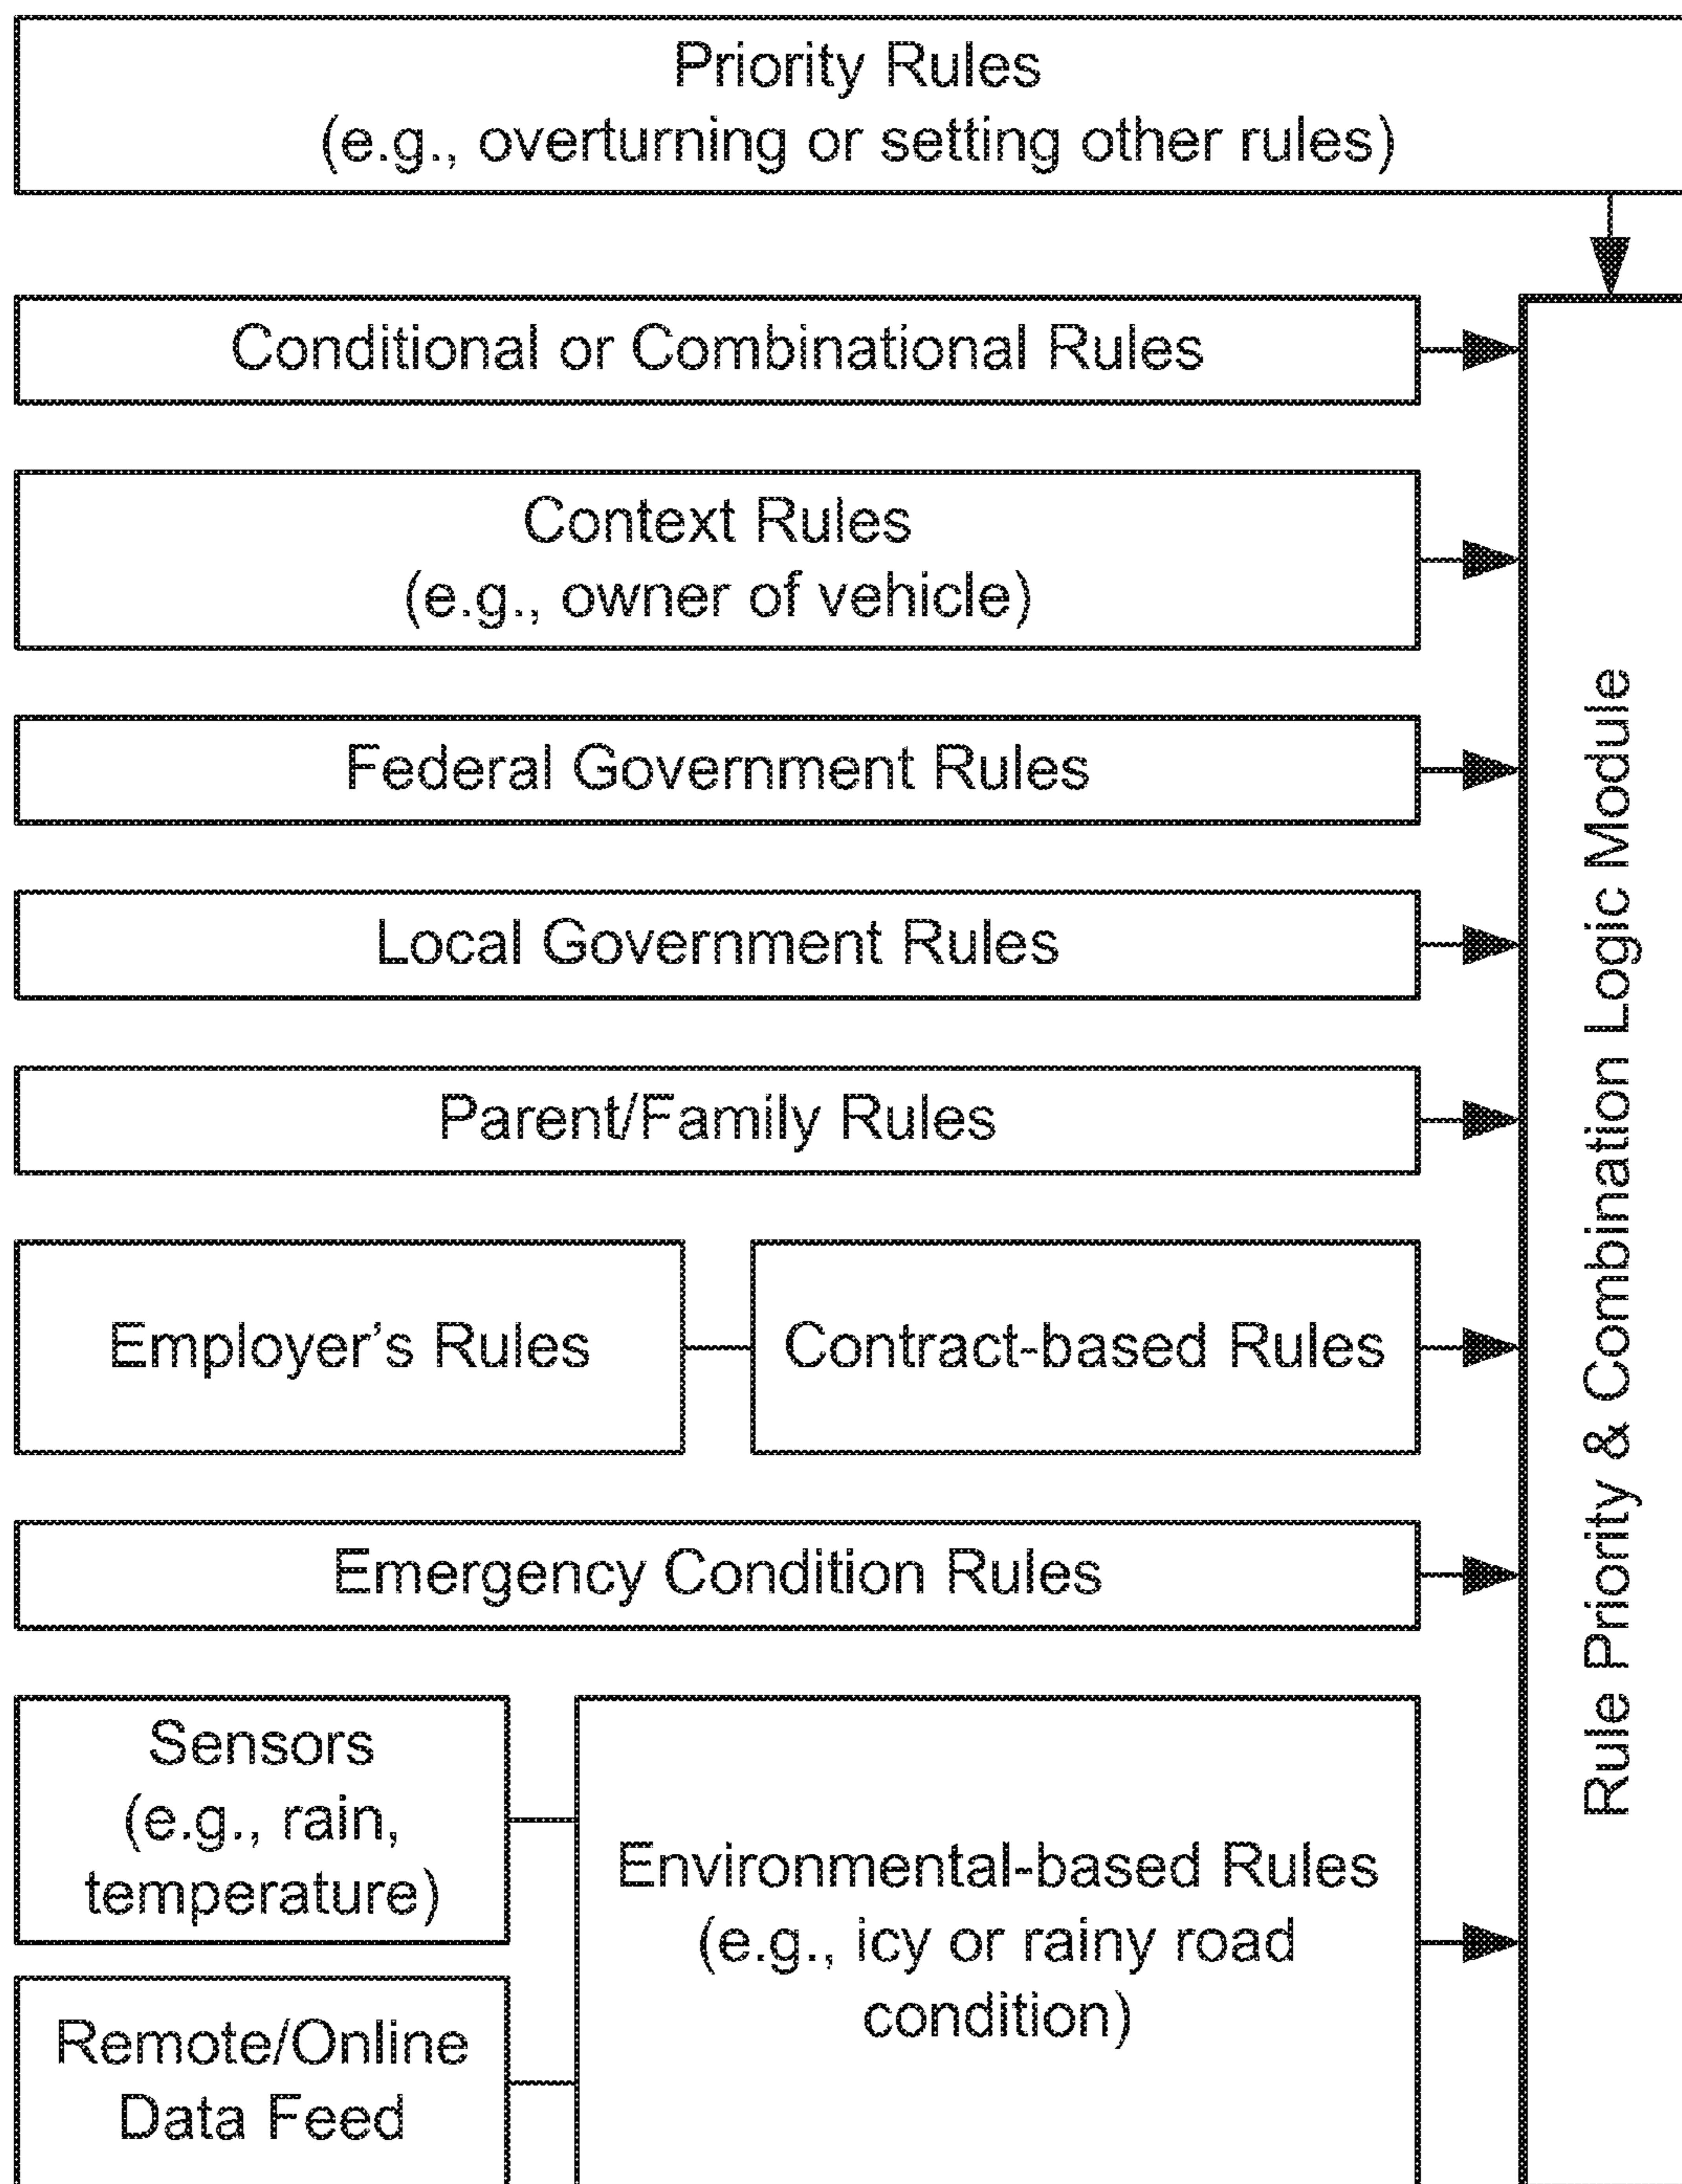 Priority Rules
(e.g., overturning or setting other rules)
Conditional or Combinational Rules
Context Rules
(e.g., owner of vehicle)
Federal Government Rules
Local Government Rules
Parent/Family Rules
Employer's Rules
Contract-based Rules
Emergency Condition Rules
Sensors
(e.g., rain,
temperature)
Remote/Online
Data Feed
Environmental-based Rules
(e.g., icy or rainy road
condition)
Rule Priority & Combination Logic Module